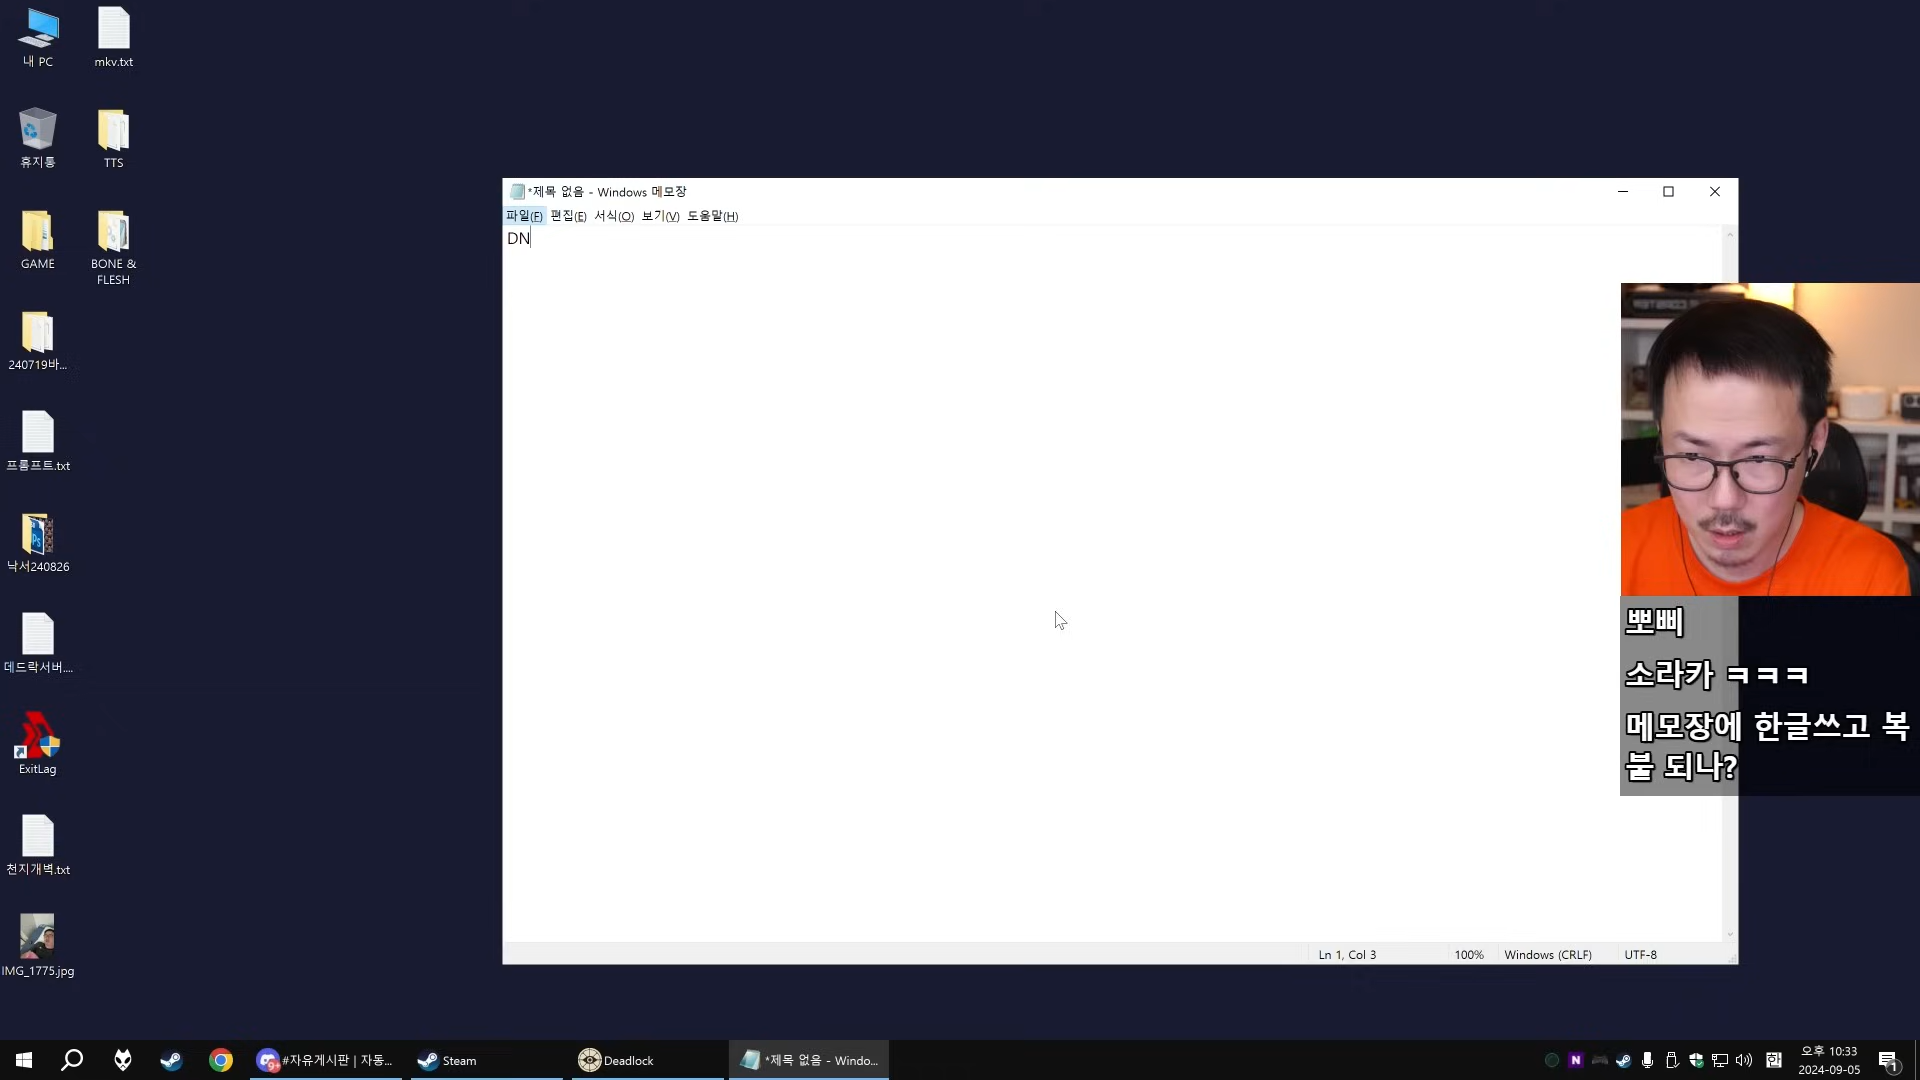 내 PC
mkv.txt
휴지통
TTS
GAME
BONE &
FLESH
240719바...
프롬프트.txt
낙서240826
데드락서버....
ExitLag
천지개벽.txt
IMG_1775.jpg
*제목 없음 - Windows 메모장
파일(F) 편집(E) 서식(O) 보기(V) 도움말(H)
DN
Ln 1, Col 3
100%
Windows (CRLF)
UTF-8
뽀삐
소라카 ㅋㅋㅋ
메모장에 한글쓰고 복
불 되나?
#자유게시판 | 자동...
Steam
Deadlock
*제목 없음 - Windo...
한
오후 10:33
2024-09-05